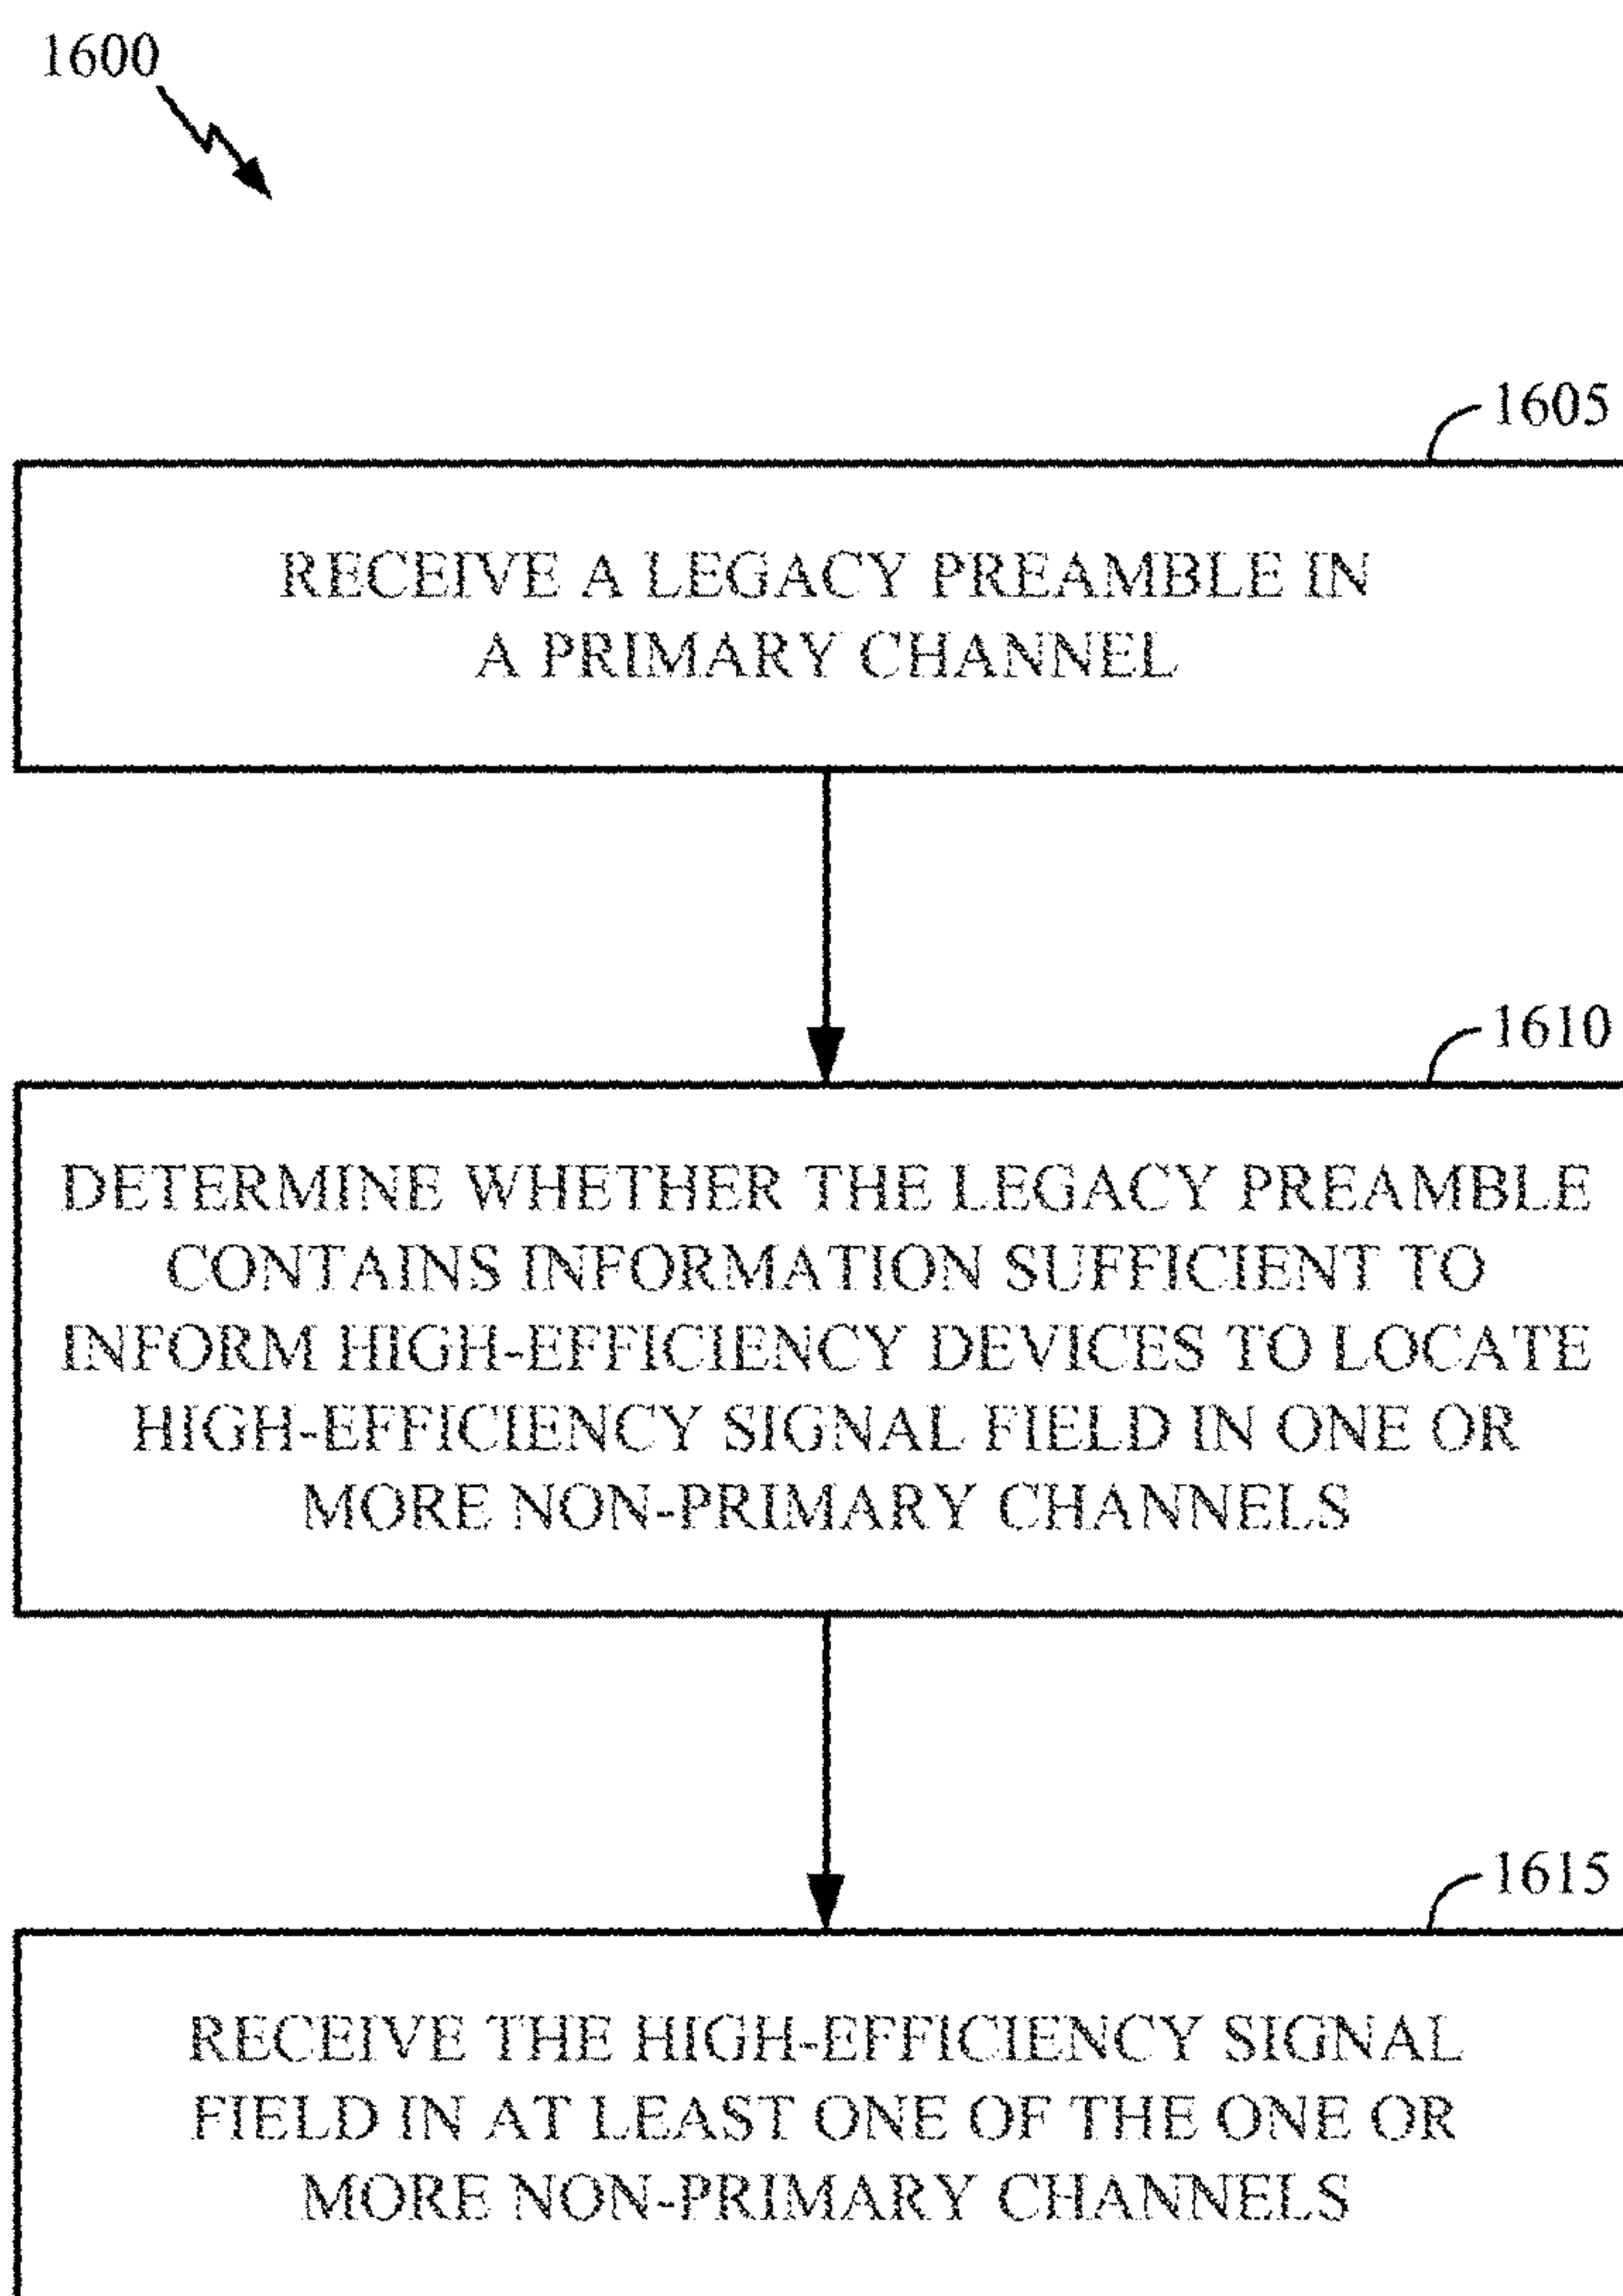 1600
1605
RECEIVE A LEGACY PREAMBLE IN
A PRIMARY CHANNEL
1610
DETERMINE WHETHER THE LEGACY PREAMBLE
CONTAINS INFORMATION SUFFICIENT TO
INFORM HIGH-EFFICIENCY DEVICES TO LOCATE
HIGH-EFFICIENCY SIGNAL FIELD IN ONE OR
MORE NON-PRIMARY CHANNELS
1615
RECEIVE THE HIGH-EFFICIENCY SIGNAL
FIELD IN AT LEAST ONE OF THE ONE OR
MORE NON-PRIMARY CHANNELS